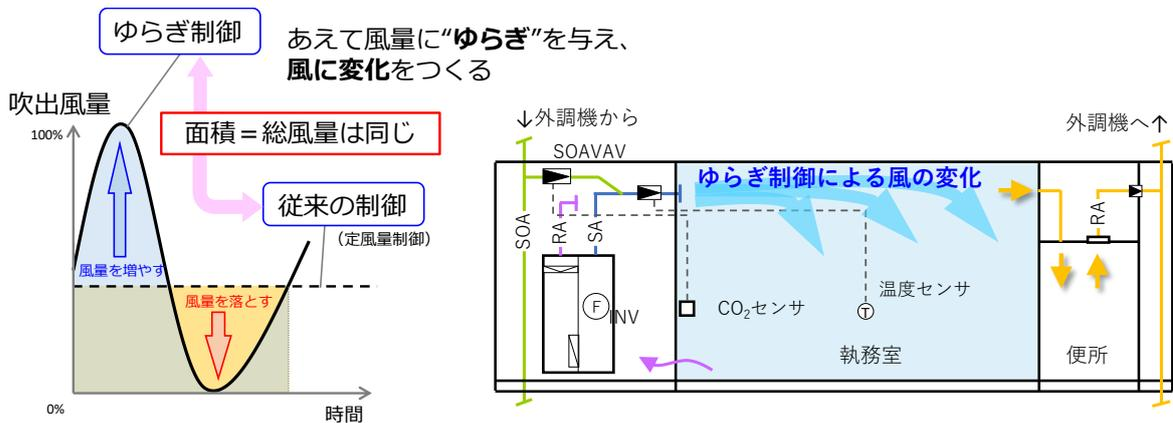 ゆらぎ制御
あえて風量に“ゆらぎ”を与え、
風に変化をつくる
吹出風量
100%
面積＝総風量は同じ
従来の制御
（定風量制御）
風量を増やす
風量を落とす
0%
時間
↓外調機から
外調機へ↑
SOAVAV
ゆらぎ制御による風の変化
SOA
RA
SA
RA
F
INV
CO₂センサ
温度センサ
T
執務室
便所